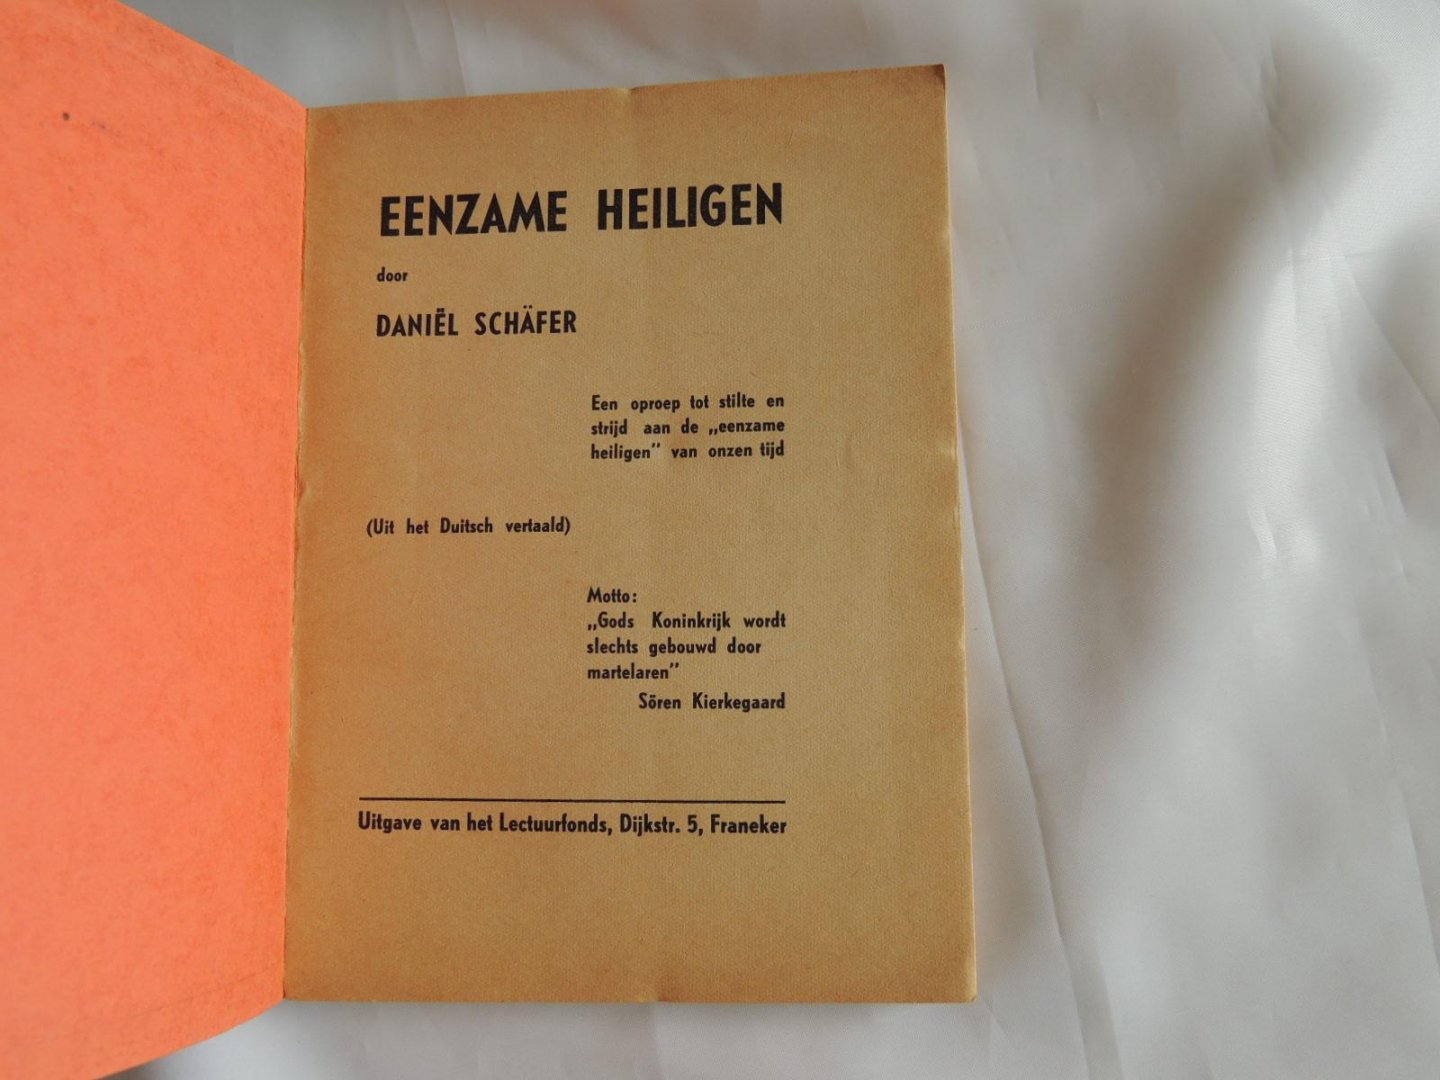 EENZAME HEILIGEN
door
DANIËL SCHÄFER
Een oproep tot stilte en
strijd aan de „eenzame
heiligen” van onzen tijd
(Uit het Duitsch vertaald)
Motto:
„Gods Koninkrijk wordt
slechts gebouwd door
martelaren”
Sören Kierkegaard
Uitgave van het Lectuurfonds, Dijkstr. 5, Franeker